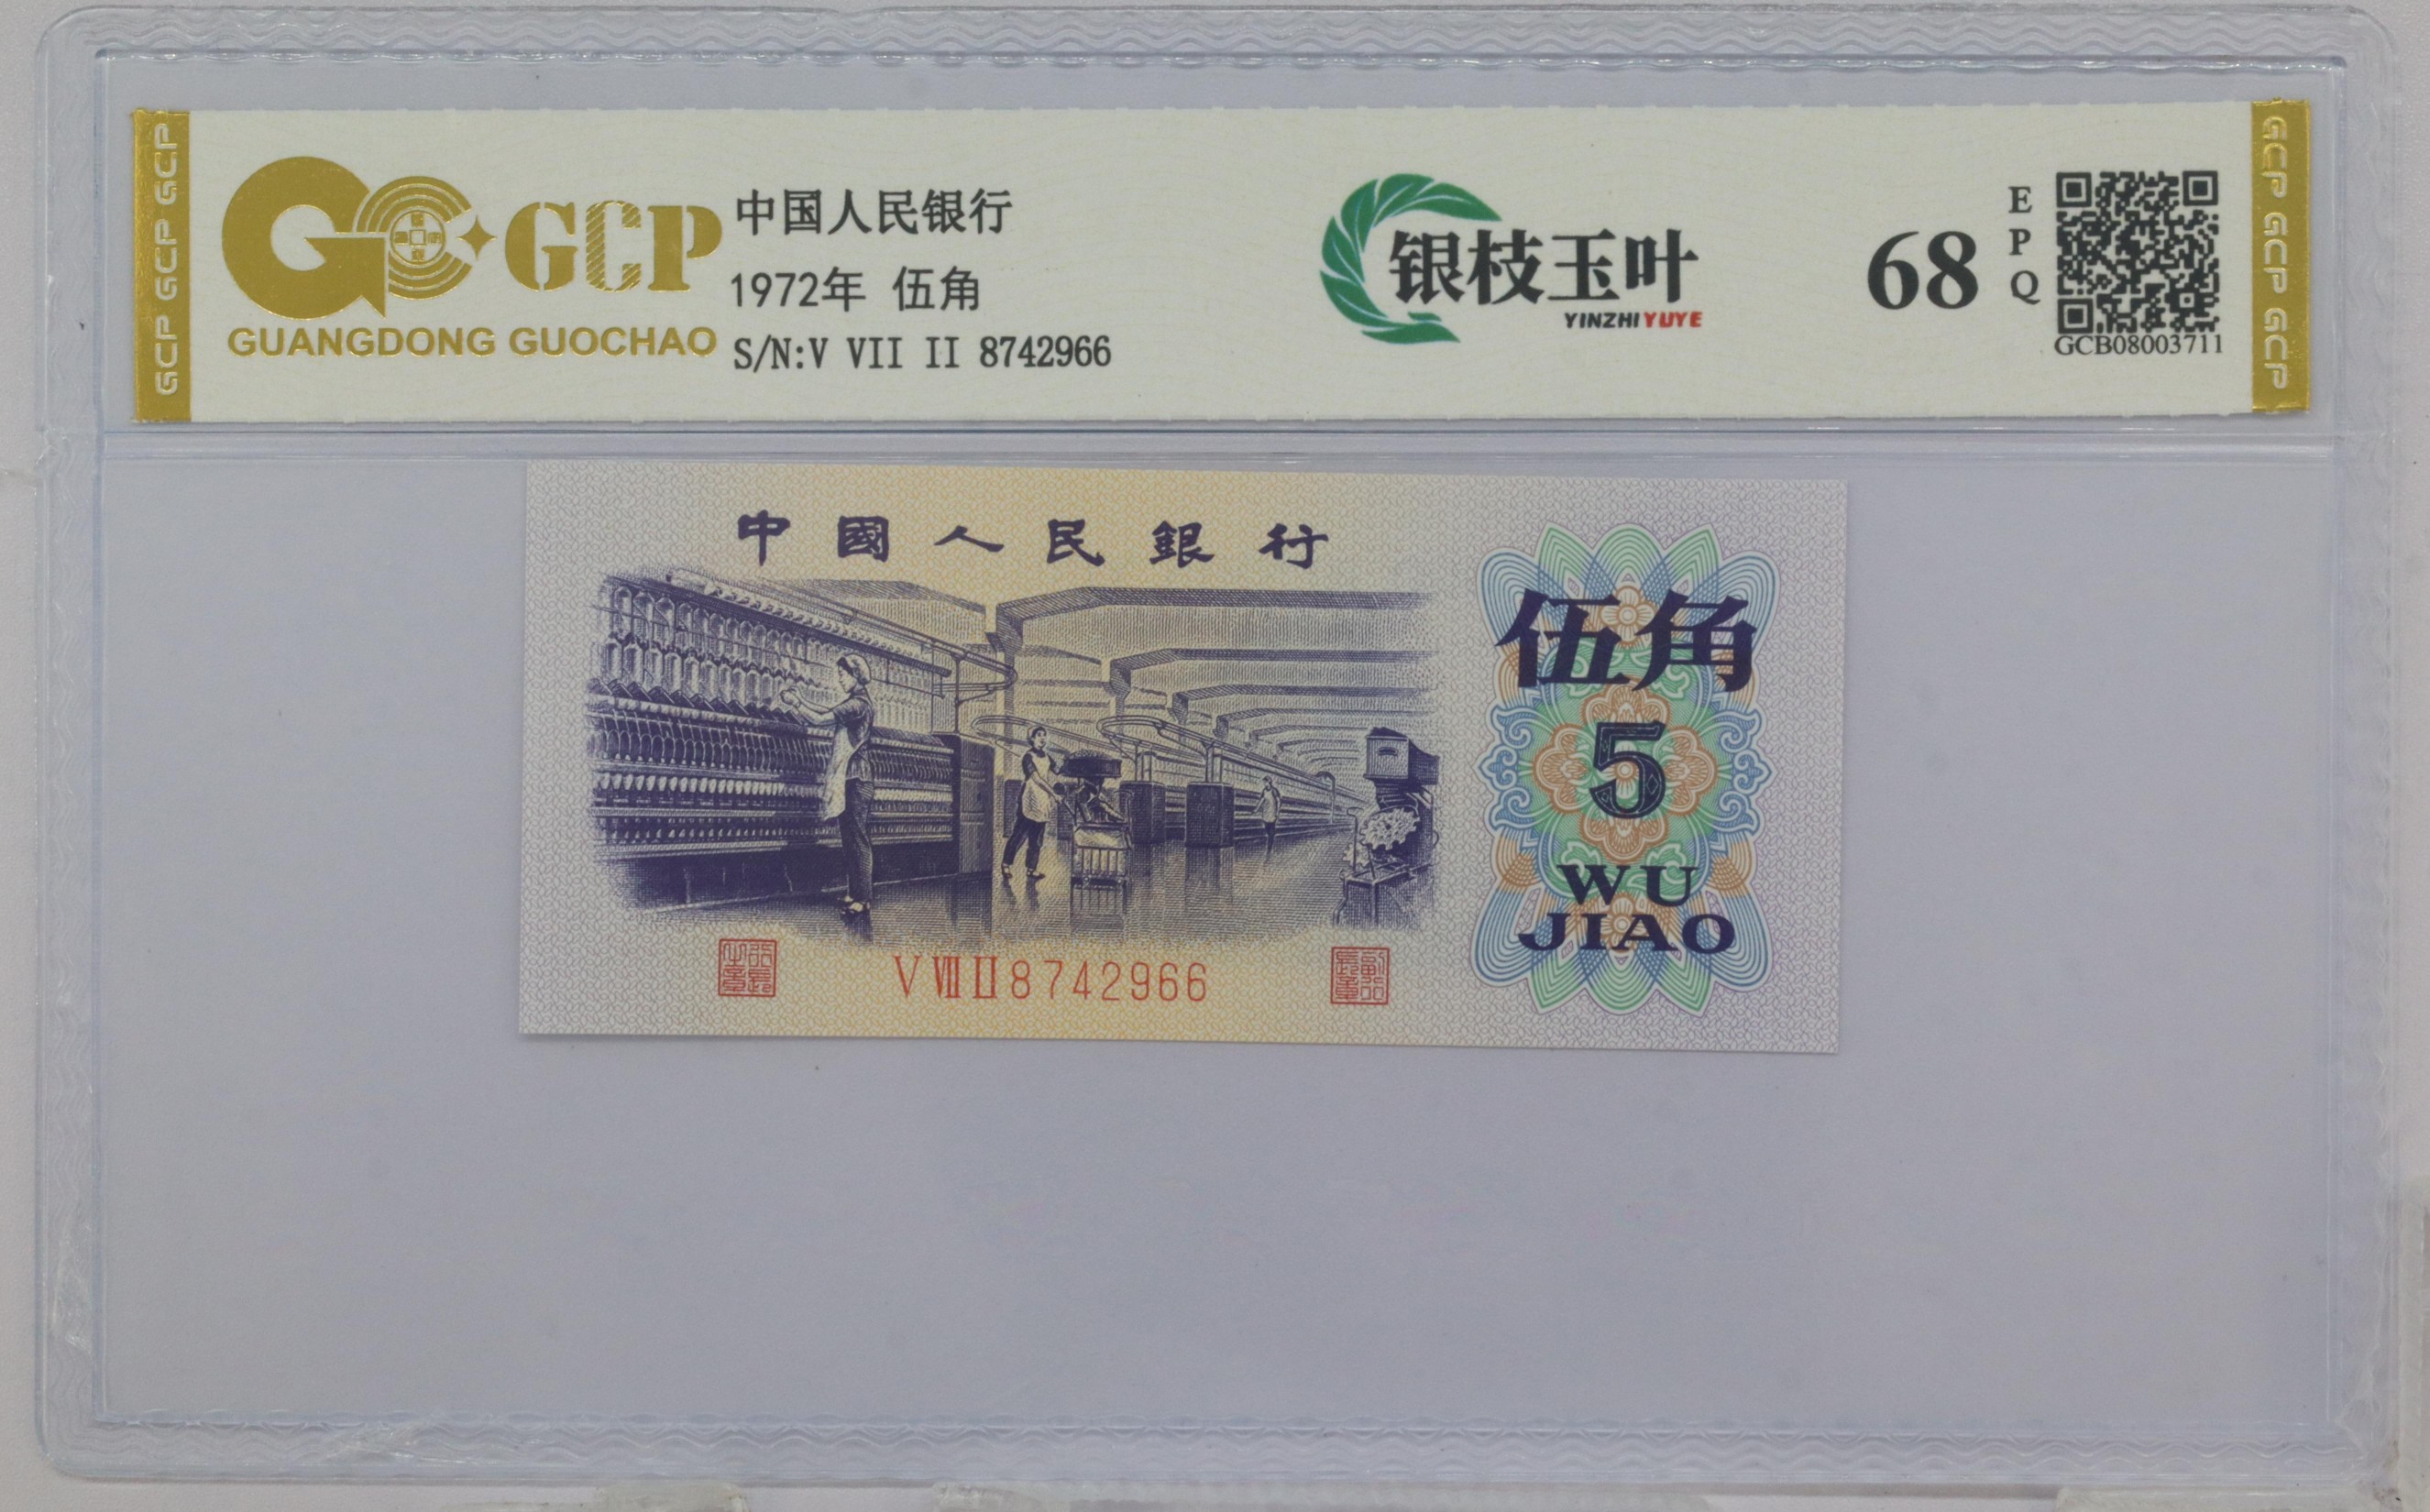 GCP GCP GCP
GCP
GUANGDONG GUOCHAO
中国人民银行
1972年 伍角
S/N:V VII II 8742966
银枝玉叶
YINZHIYUYE
68
EPQ
GCB08003711
GCP GCP GCP
中國人民銀行
伍角
5
WU
JIAO
V VII II 8742966